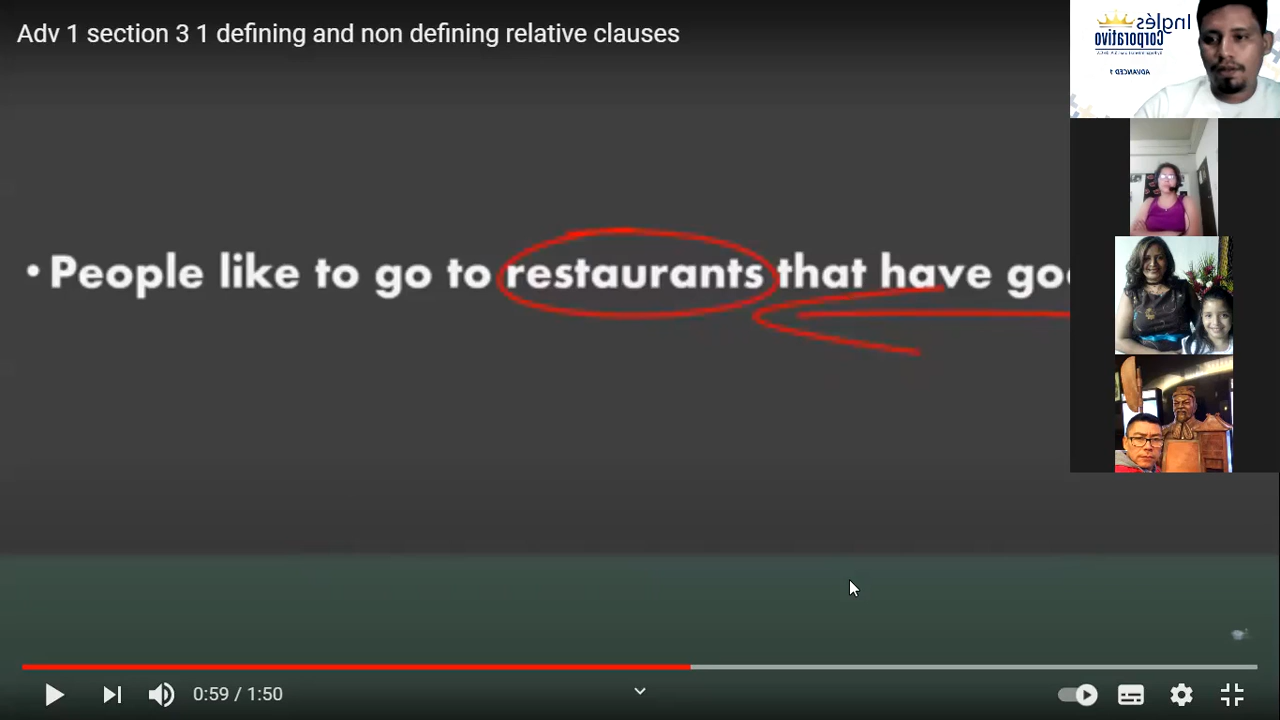 Adv 1 section 3 1 defining and non defining relative clauses
Inglés
Corporativo
ADVANCED 1
• People like to go to restaurants that have
0:59 / 1:50